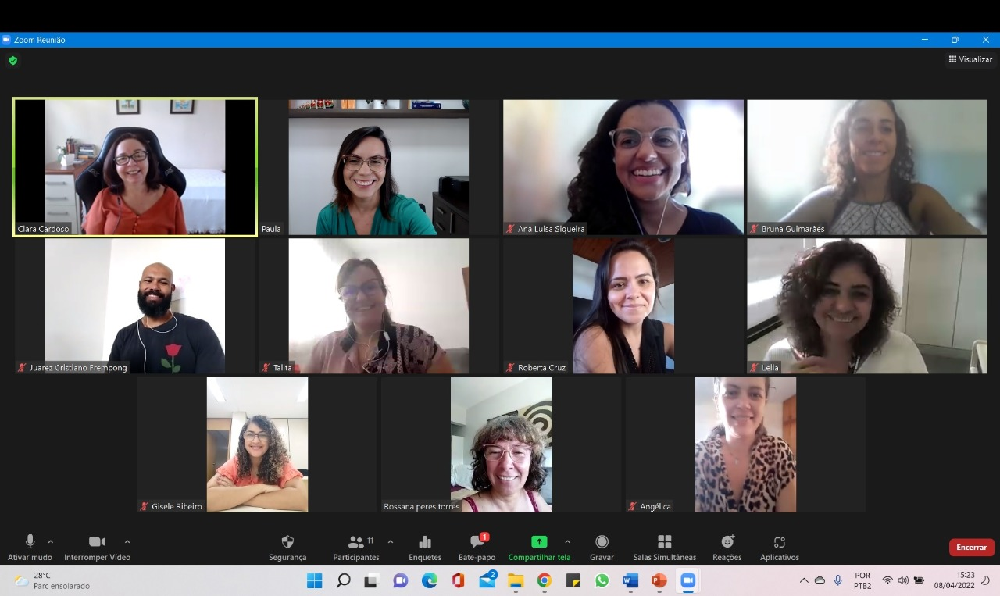 Zoom Reunião
Visualizar
Clara Cardoso
Paula
Ana Luisa Siqueira
Bruna Guimarães
Juarez Cristiano Frempong
Talita
Roberta Cruz
Leila
Gisele Ribeiro
Rossana peres torres
Angélica
11
1
Ativar mudo
Interromper Vídeo
Segurança
Participantes
Enquetes
Bate-papo
Compartilhar tela
Gravar
Salas Simultâneas
Reações
Aplicativos
Encerrar
28°C
Parc ensolarado
2
POR
PTB2
15:23
08/04/2022